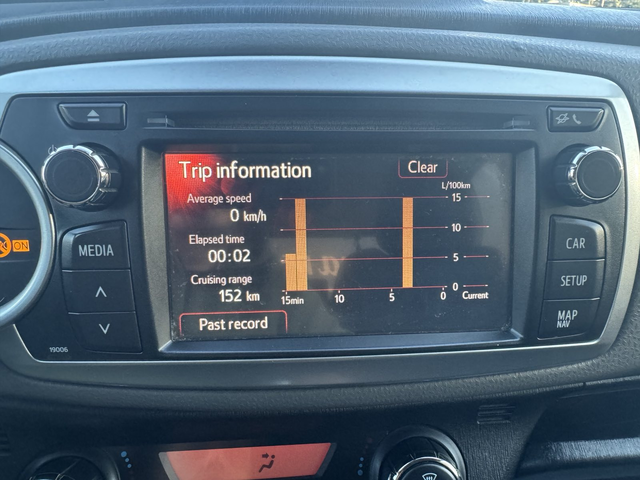 Trip information
Clear
L/100km
Average speed
0 km/h
Elapsed time
00:02
Cruising range
152 km
15
10
5
0
15min 10 5 0 Current
Past record
MEDIA
19006
CAR
SETUP
MAP
NAV
ON